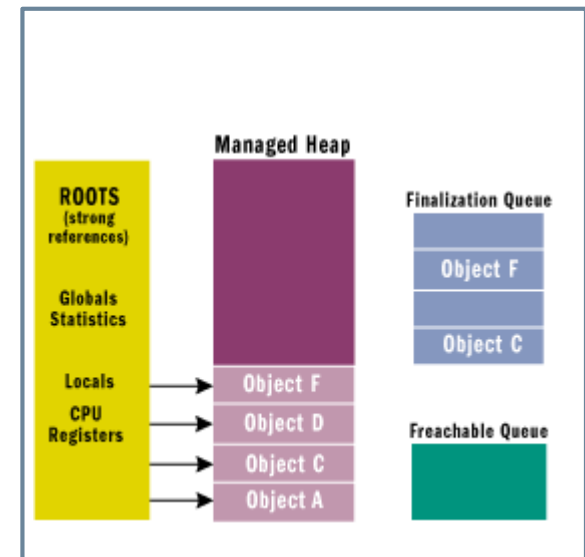 Managed Heap
ROOTS
(strong
references)
Globals
Statistics
Locals
CPU
Registers
Object F
Object D
Object C
Object A
Finalization Queue
Object F
Object C
Freachable Queue